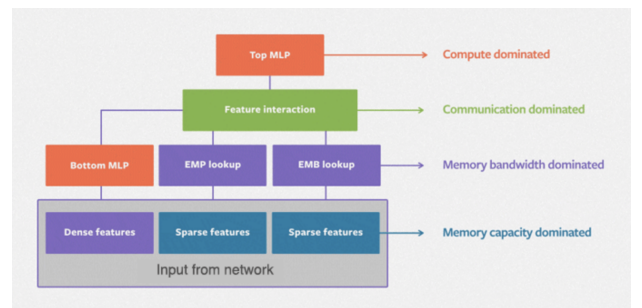 Top MLP
Compute dominated
Feature interaction
Communication dominated
Bottom MLP
EMP lookup
EMB lookup
Memory bandwidth dominated
Dense features
Sparse features
Sparse features
Memory capacity dominated
Input from network